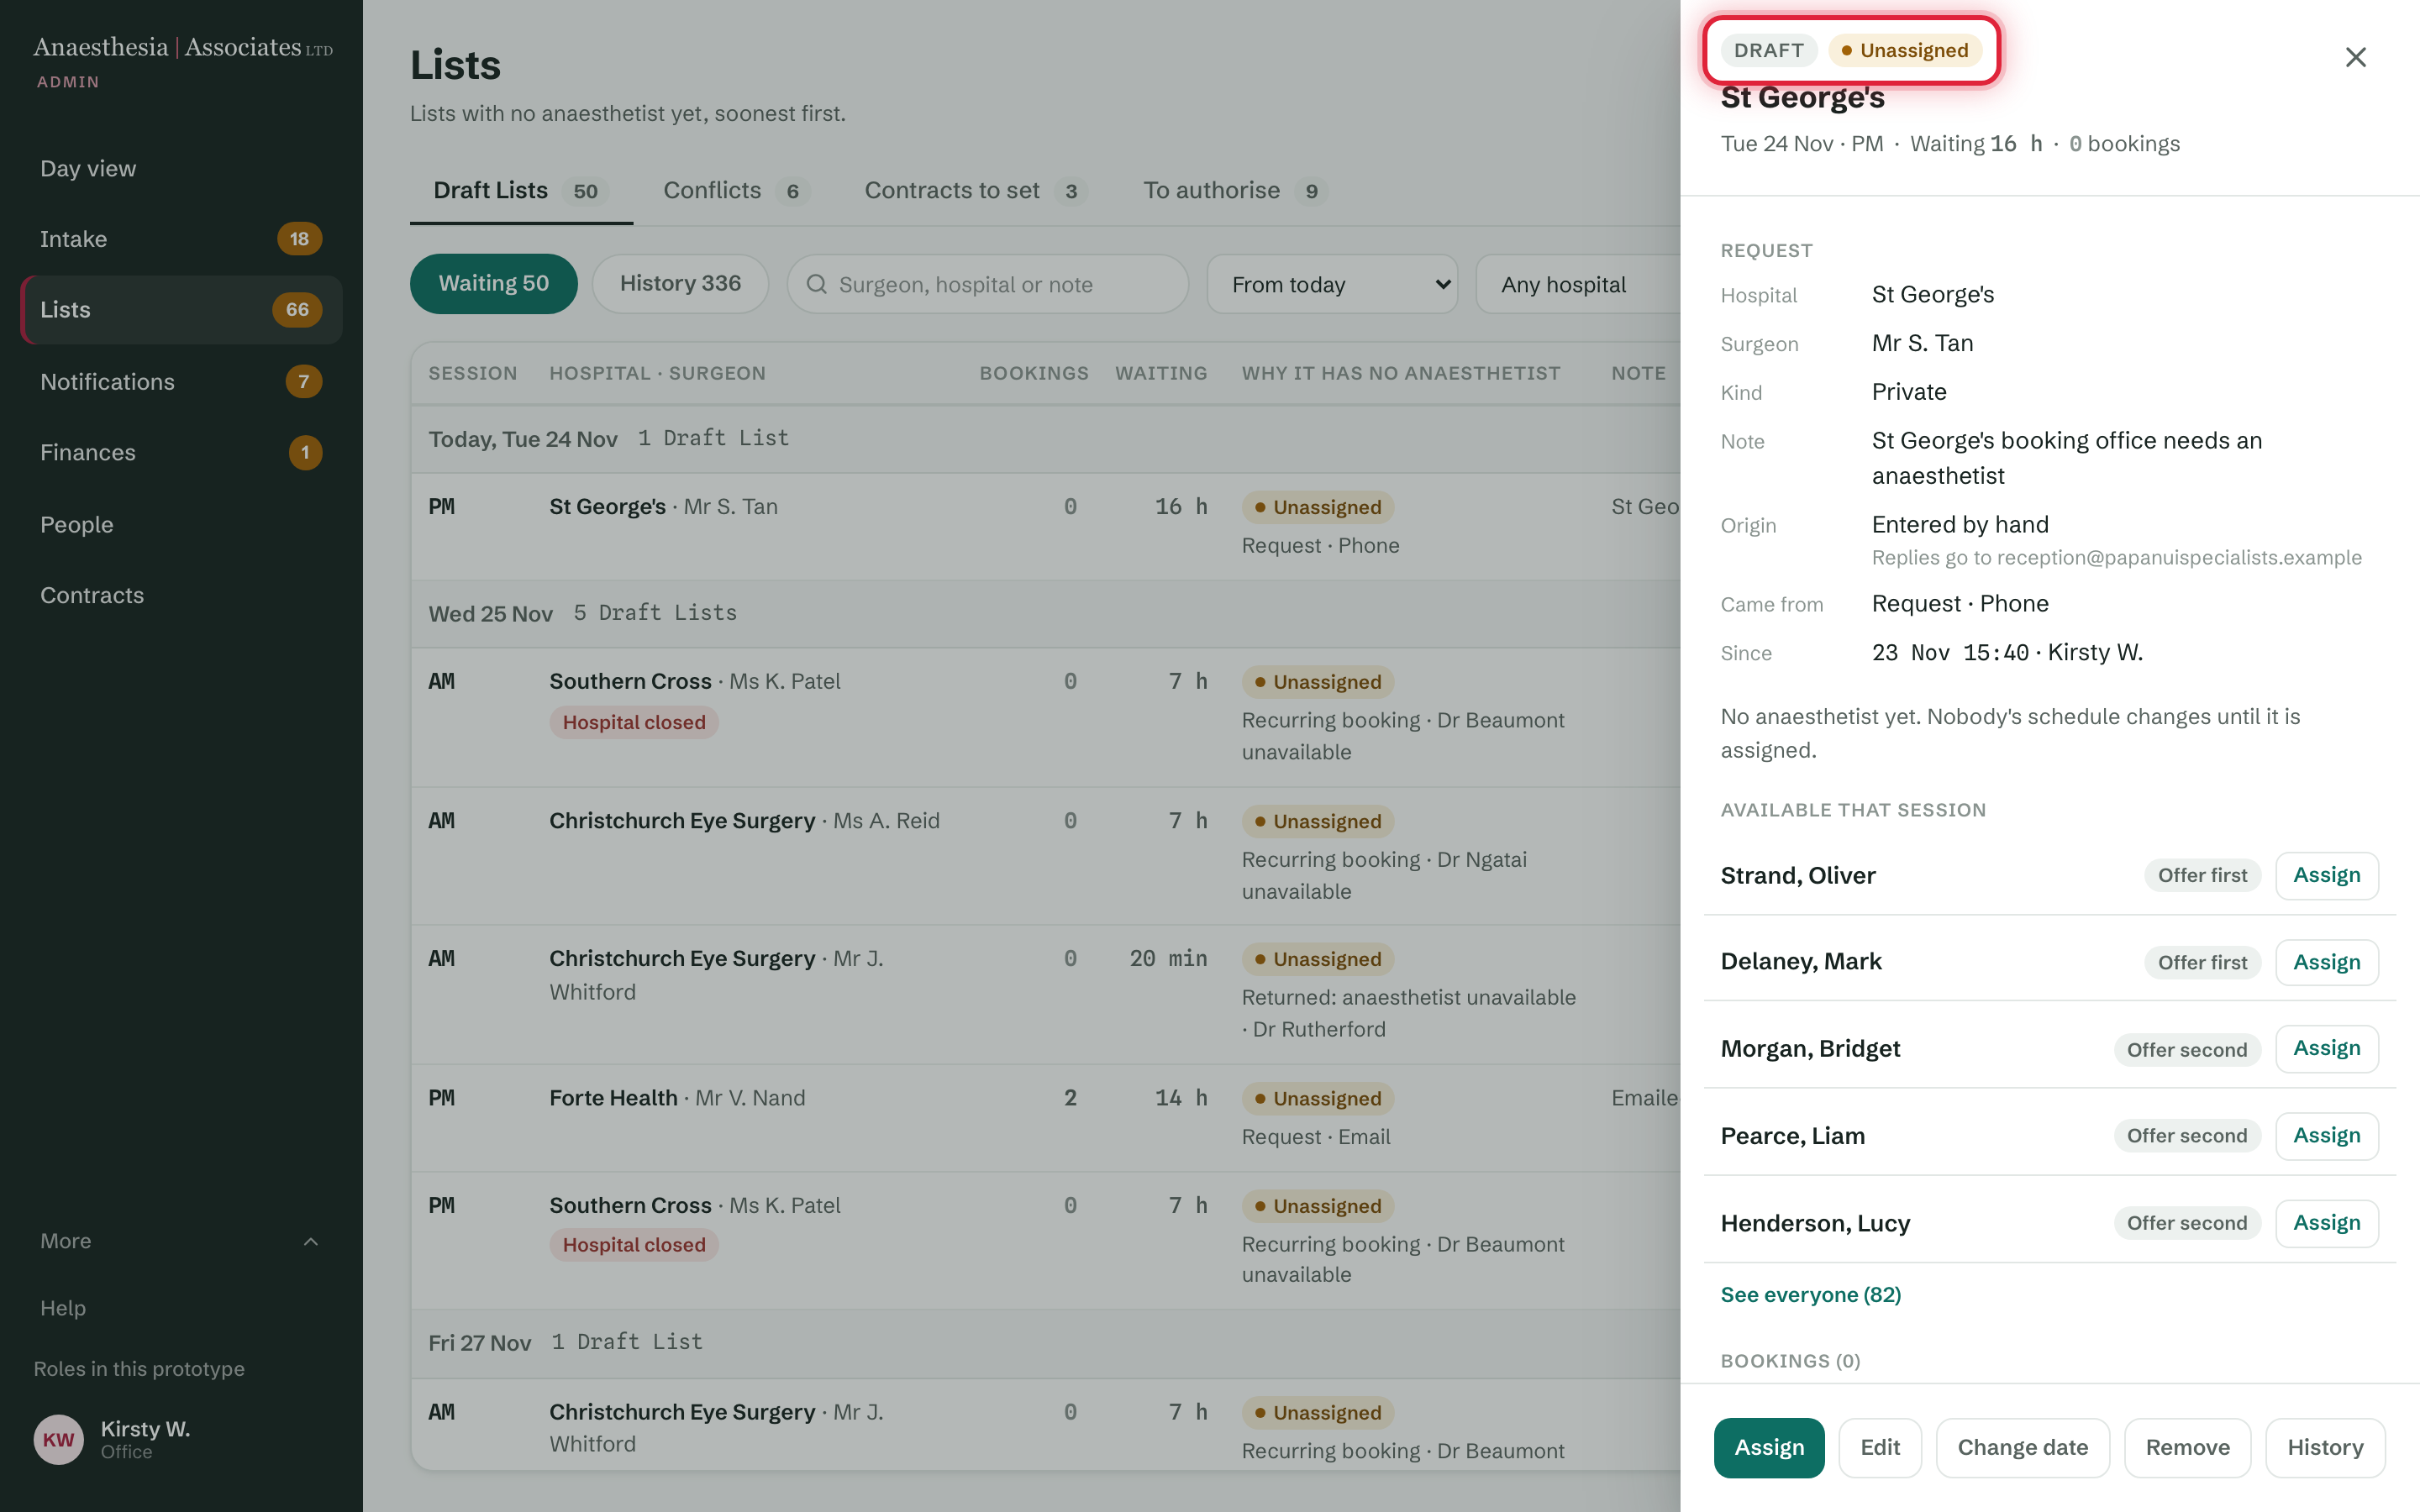 Anaesthesia | Associates LTD
ADMIN
Day view
Intake 18
Lists 66
Notifications 7
Finances 1
People
Contracts
More
Help
Roles in this prototype
KW
Kirsty W.
Office
Lists
Lists with no anaesthetist yet, soonest first.
Draft Lists 50 Conflicts 6 Contracts to set 3 To authorise 9
Waiting 50 History 336 Surgeon, hospital or note From today Any hospital
SESSION HOSPITAL · SURGEON BOOKINGS WAITING WHY IT HAS NO ANAESTHETIST NOTE
Today, Tue 24 Nov 1 Draft List
PM St George's · Mr S. Tan 0 16 h Unassigned St Geo
Request · Phone
Wed 25 Nov 5 Draft Lists
AM Southern Cross · Ms K. Patel 0 7 h Unassigned
Hospital closed Recurring booking · Dr Beaumont
unavailable
AM Christchurch Eye Surgery · Ms A. Reid 0 7 h Unassigned
Recurring booking · Dr Ngatai
unavailable
AM Christchurch Eye Surgery · Mr J. 0 20 min Unassigned
Whitford Returned: anaesthetist unavailable
· Dr Rutherford
PM Forte Health · Mr V. Nand 2 14 h Unassigned Emaile
Request · Email
PM Southern Cross · Ms K. Patel 0 7 h Unassigned
Hospital closed Recurring booking · Dr Beaumont
unavailable
Fri 27 Nov 1 Draft List
AM Christchurch Eye Surgery · Mr J. 0 7 h Unassigned
Whitford Recurring booking · Dr Beaumont
DRAFT Unassigned
St George's
Tue 24 Nov · PM · Waiting 16 h · 0 bookings
REQUEST
Hospital St George's
Surgeon Mr S. Tan
Kind Private
Note St George's booking office needs an
anaesthetist
Origin Entered by hand
Replies go to reception@papanuispecialists.example
Came from Request · Phone
Since 23 Nov 15:40 · Kirsty W.
No anaesthetist yet. Nobody's schedule changes until it is
assigned.
AVAILABLE THAT SESSION
Strand, Oliver Offer first Assign
Delaney, Mark Offer first Assign
Morgan, Bridget Offer second Assign
Pearce, Liam Offer second Assign
Henderson, Lucy Offer second Assign
See everyone (82)
BOOKINGS (0)
Assign Edit Change date Remove History